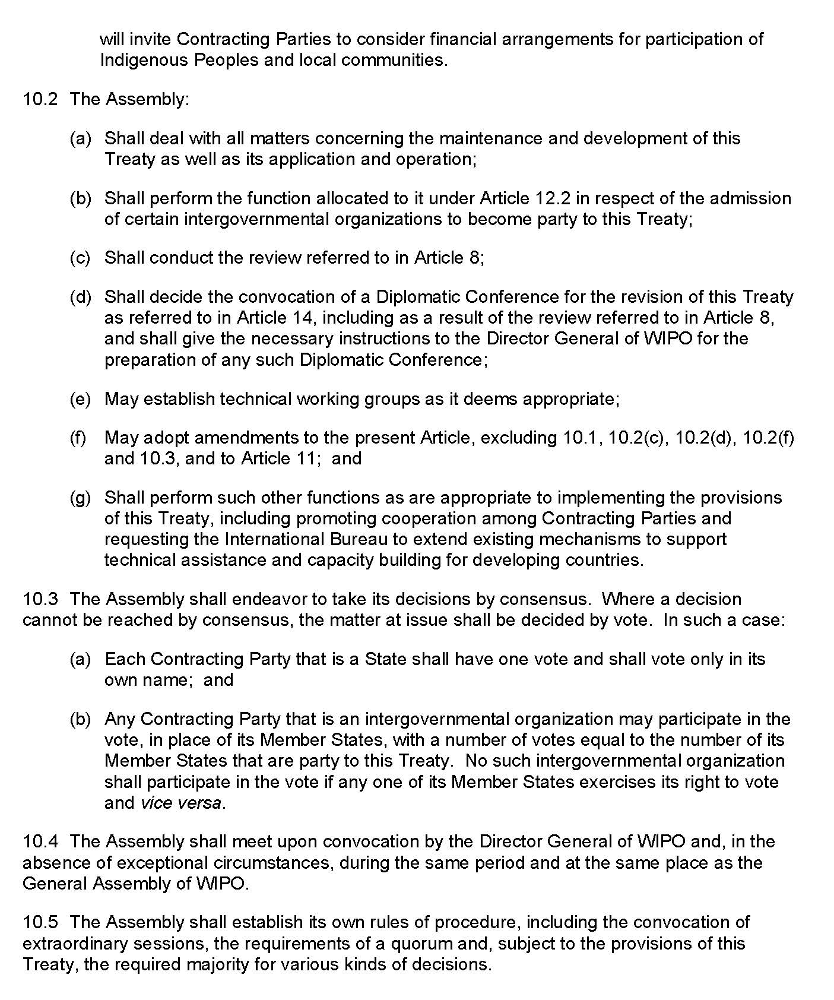 will invite Contracting Parties to consider financial arrangements for participation of
Indigenous Peoples and local communities.
10.2 The Assembly:
(a) Shall deal with all matters concerning the maintenance and development of this
Treaty as well as its application and operation;
(b) Shall perform the function allocated to it under Article 12.2 in respect of the admission
of certain intergovernmental organizations to become party to this Treaty;
(c) Shall conduct the review referred to in Article 8;
(d) Shall decide the convocation of a Diplomatic Conference for the revision of this Treaty
as referred to in Article 14, including as a result of the review referred to in Article 8,
and shall give the necessary instructions to the Director General of WIPO for the
preparation of any such Diplomatic Conference;
(e) May establish technical working groups as it deems appropriate;
(f) May adopt amendments to the present Article, excluding 10.1, 10.2(c), 10.2(d), 10.2(f)
and 10.3, and to Article 11;  and
(g) Shall perform such other functions as are appropriate to implementing the provisions
of this Treaty, including promoting cooperation among Contracting Parties and
requesting the International Bureau to extend existing mechanisms to support
technical assistance and capacity building for developing countries.
10.3 The Assembly shall endeavor to take its decisions by consensus.  Where a decision
cannot be reached by consensus, the matter at issue shall be decided by vote.  In such a case:
(a) Each Contracting Party that is a State shall have one vote and shall vote only in its
own name;  and
(b) Any Contracting Party that is an intergovernmental organization may participate in the
vote, in place of its Member States, with a number of votes equal to the number of its
Member States that are party to this Treaty.  No such intergovernmental organization
shall participate in the vote if any one of its Member States exercises its right to vote
and vice versa.
10.4 The Assembly shall meet upon convocation by the Director General of WIPO and, in the
absence of exceptional circumstances, during the same period and at the same place as the
General Assembly of WIPO.
10.5 The Assembly shall establish its own rules of procedure, including the convocation of
extraordinary sessions, the requirements of a quorum and, subject to the provisions of this
Treaty, the required majority for various kinds of decisions.